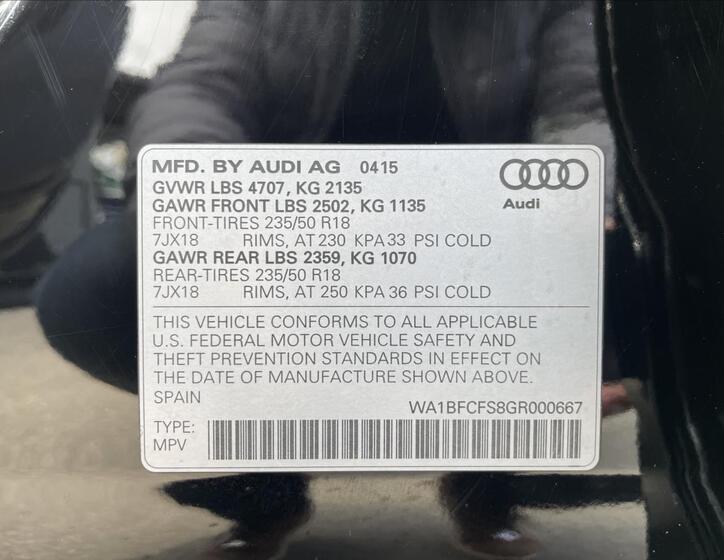 MFD. BY AUDI AG 0415
GVWR LBS 4707, KG 2135
GAWR FRONT LBS 2502, KG 1135
FRONT-TIRES 235/50 R18
7JX18 RIMS, AT 230 KPA 33 PSI COLD
GAWR REAR LBS 2359, KG 1070
REAR-TIRES 235/50 R18
7JX18 RIMS, AT 250 KPA 36 PSI COLD
Audi
THIS VEHICLE CONFORMS TO ALL APPLICABLE
U.S. FEDERAL MOTOR VEHICLE SAFETY AND
THEFT PREVENTION STANDARDS IN EFFECT ON
THE DATE OF MANUFACTURE SHOWN ABOVE.
SPAIN
WA1BFCFS8GR000667
TYPE:
MPV